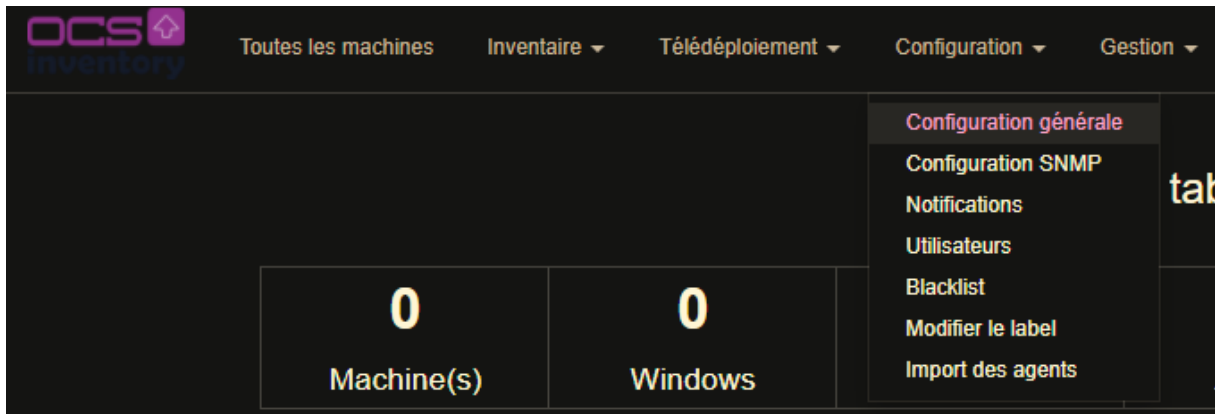 OCS
inventory
Toutes les machines Inventaire Télédéploiement Configuration Gestion
Configuration générale
Configuration SNMP
Notifications
Utilisateurs
Blacklist
Modifier le label
Import des agents
tab
0 0
Machine(s) Windows